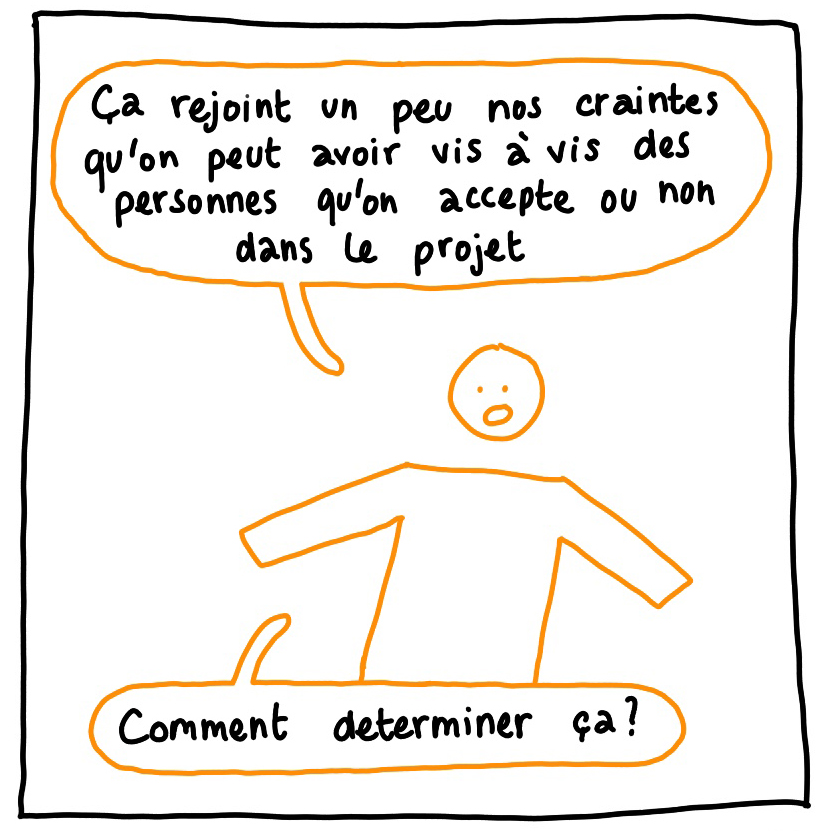 Ça rejoint un peu nos craintes
qu'on peut avoir vis à vis des
personnes qu'on accepte ou non
dans le projet
Comment determiner ça?